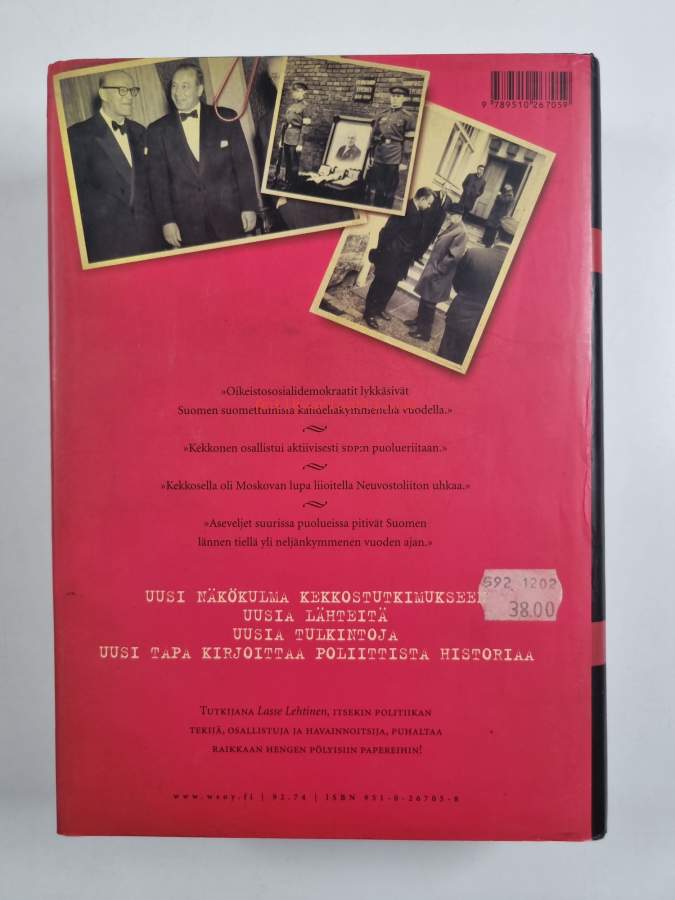 9 789510 267059
»Oikeistososialidemokraatit lykkäsivät
Suomen suomettumista kahdellakymmenellä vuodella.»
»Kekkonen osallistui aktiivisesti SDP:n puolueriitaan.»
»Kekkosella oli Moskovan lupa liioitella Neuvostoliiton uhkaa.»
»Aseveljet suurissa puolueissa pitivät Suomen
lännen tiellä yli neljänkymmenen vuoden ajan.»
592 1202
38.00
UUSI NÄKÖKULMA KEKKOSTUTKIMUKSEEN
UUSIA LÄHTEITÄ
UUSIA TULKINTOJA
UUSI TAPA KIRJOITTAA POLIITTISTA HISTORIAA
TUTKIJANA Lasse Lehtinen, ITSEKIN POLITIIKAN
TEKIJÄ, OSALLISTUJA JA HAVAINNOITSIJA, PUHALTAA
RAIKKAAN HENGEN PÖLYISIIN PAPEREIHIN!
www.wsoy.fi | 92.74 | ISBN 951-0-26705-8